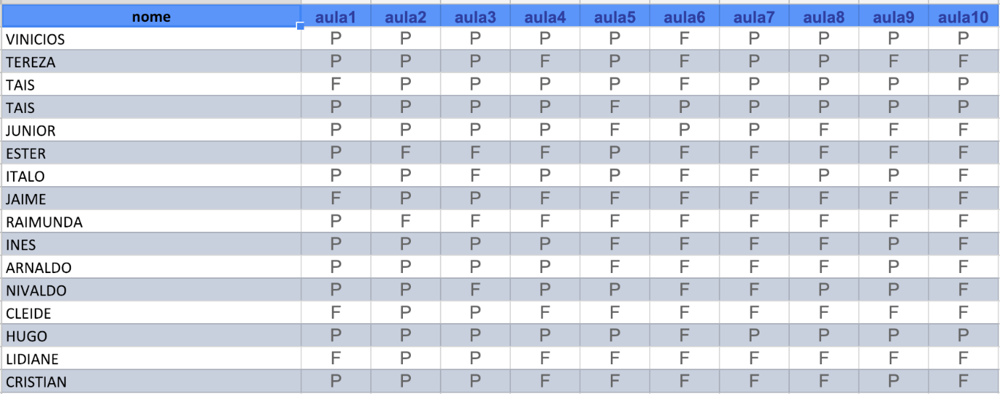 nome aula1 aula2 aula3 aula4 aula5 aula6 aula7 aula8 aula9 aula10
VINICIOS P P P P P F P P P P
TEREZA P P P F P F P P F F
TAIS F P P P P F P P P P
TAIS P P P P F P P P P P
JUNIOR P P P P F P P F F F
ESTER P F F F P F F F F F
ITALO P P F P P F F P P F
JAIME F P P F F F F F F F
RAIMUNDA P F F F F F F F F F
INES P P P P F F F F P F
ARNALDO P P P P F F F F P F
NIVALDO P P F P P F F P P F
CLEIDE F P P F F F F F F F
HUGO P P P P P F P P P P
LIDIANE F P P F F F F F F F
CRISTIAN P P P F F F F F P F